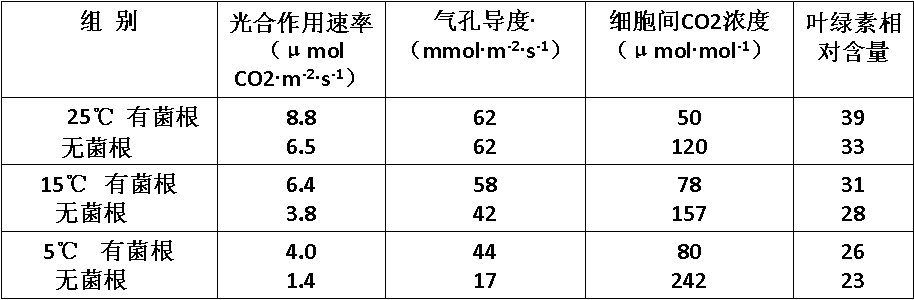 组 别 光合作用速率 气孔导度· 细胞间CO2浓度 叶绿素相
（μ mol （mmol·m-2·s-1） （μ mol·mol-1） 对含量
CO2·m-2·s-1）
25℃ 有菌根 8.8 62 50 39
无菌根 6.5 62 120 33
15℃ 有菌根 6.4 58 78 31
无菌根 3.8 42 157 28
5℃ 有菌根 4.0 44 80 26
无菌根 1.4 17 242 23